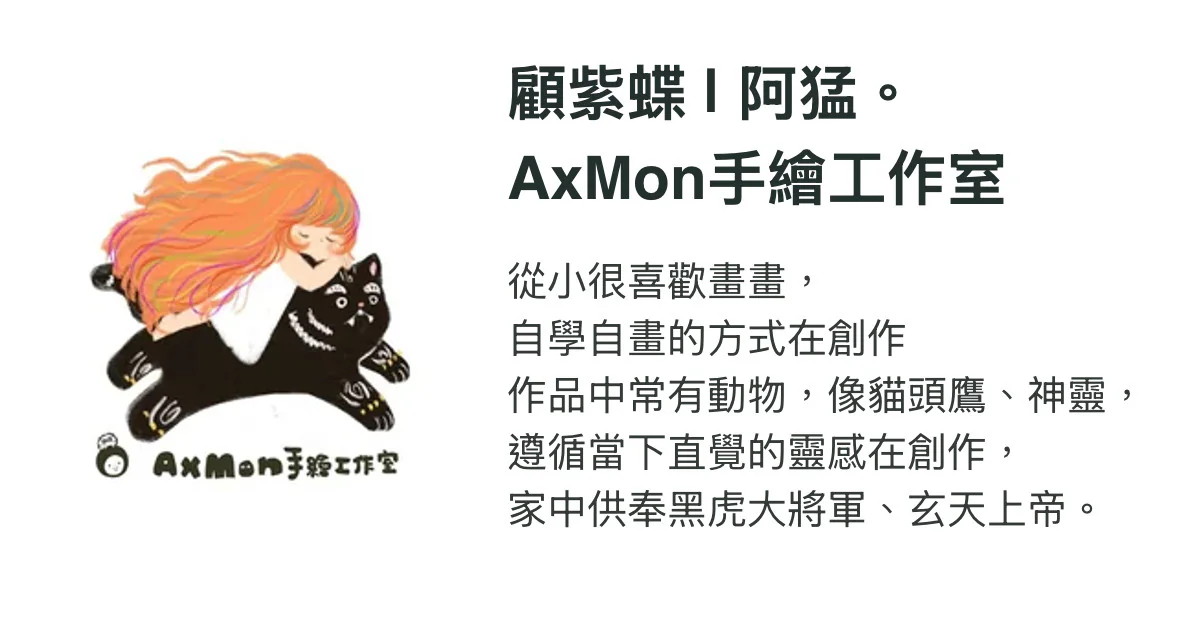 顧紫蝶 l 阿猛。
AxMon手繪工作室
從小很喜歡畫畫，
自學自畫的方式在創作
作品中常有動物，像貓頭鷹、神靈，
遵循當下直覺的靈感在創作，
家中供奉黑虎大將軍、玄天上帝。
AxMon手繪工作室